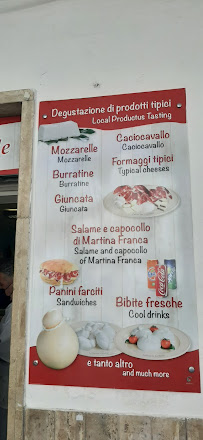 Degustazione di prodotti tipici
Local Productus Tasting
Mozzarelle
Mozzarelle
Caciocavallo
Caciocavallo
Burratine
Burratine
Formaggi tipici
Typical cheeses
Giuncata
Giuncata
Salame e capocollo
di Martina Franca
Salame and capocollo
of Martina Franca
Panini farciti
Sandwiches
Coca-Cola
Bibite fresche
Cool drinks
e tanto altro
and much more